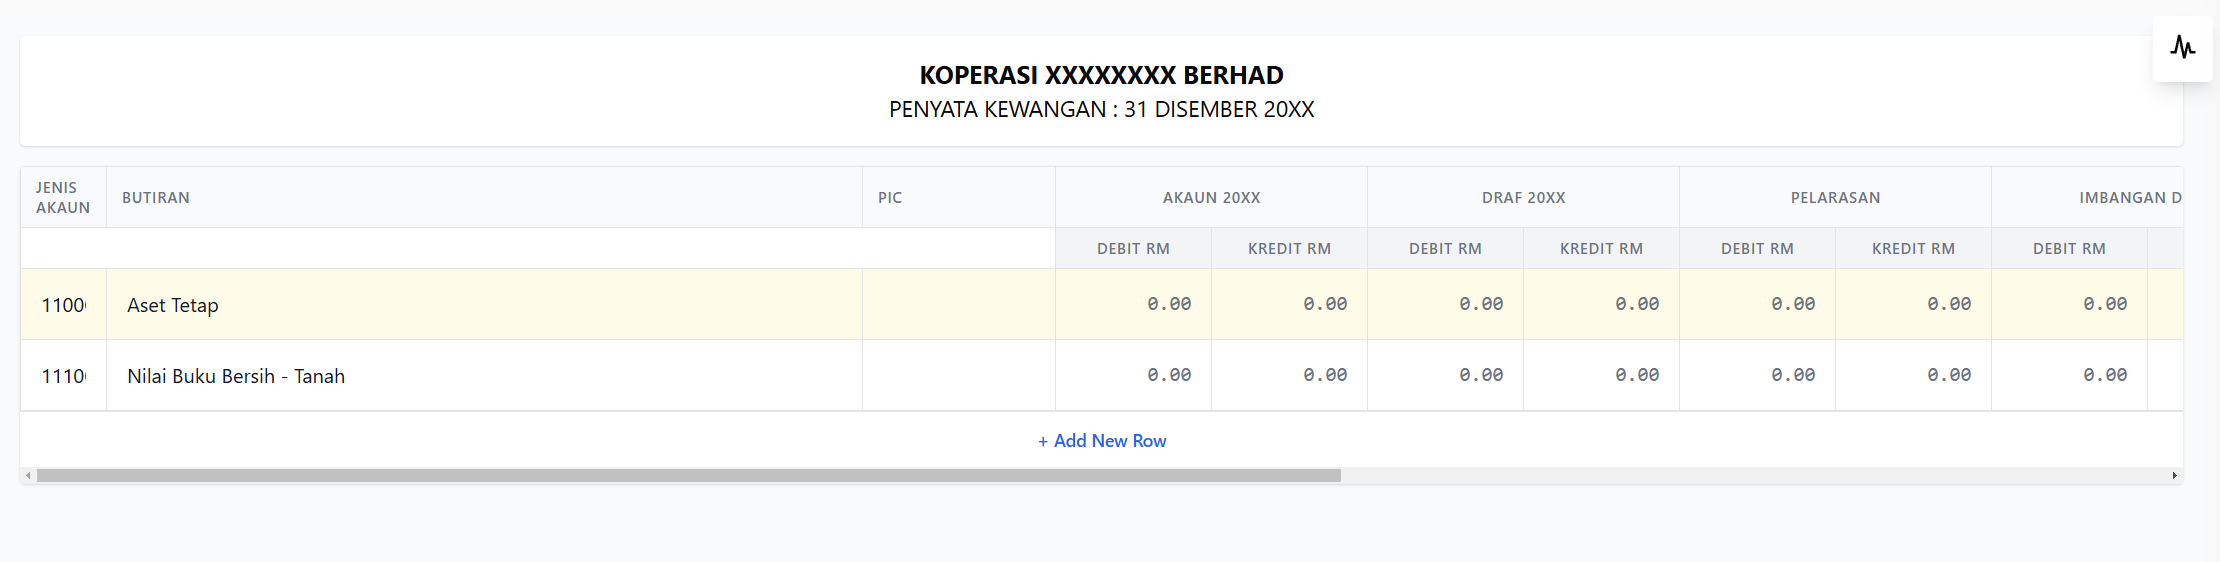 KOPERASI XXXXXXXX BERHAD
PENYATA KEWANGAN : 31 DISEMBER 20XX
JENIS AKAUN BUTIRAN PIC AKAUN 20XX DRAF 20XX PELARASAN IMBANGAN D
DEBIT RM KREDIT RM DEBIT RM KREDIT RM DEBIT RM KREDIT RM DEBIT RM
1100 Aset Tetap 0.00 0.00 0.00 0.00 0.00 0.00 0.00
1110 Nilai Buku Bersih - Tanah 0.00 0.00 0.00 0.00 0.00 0.00 0.00
+ Add New Row